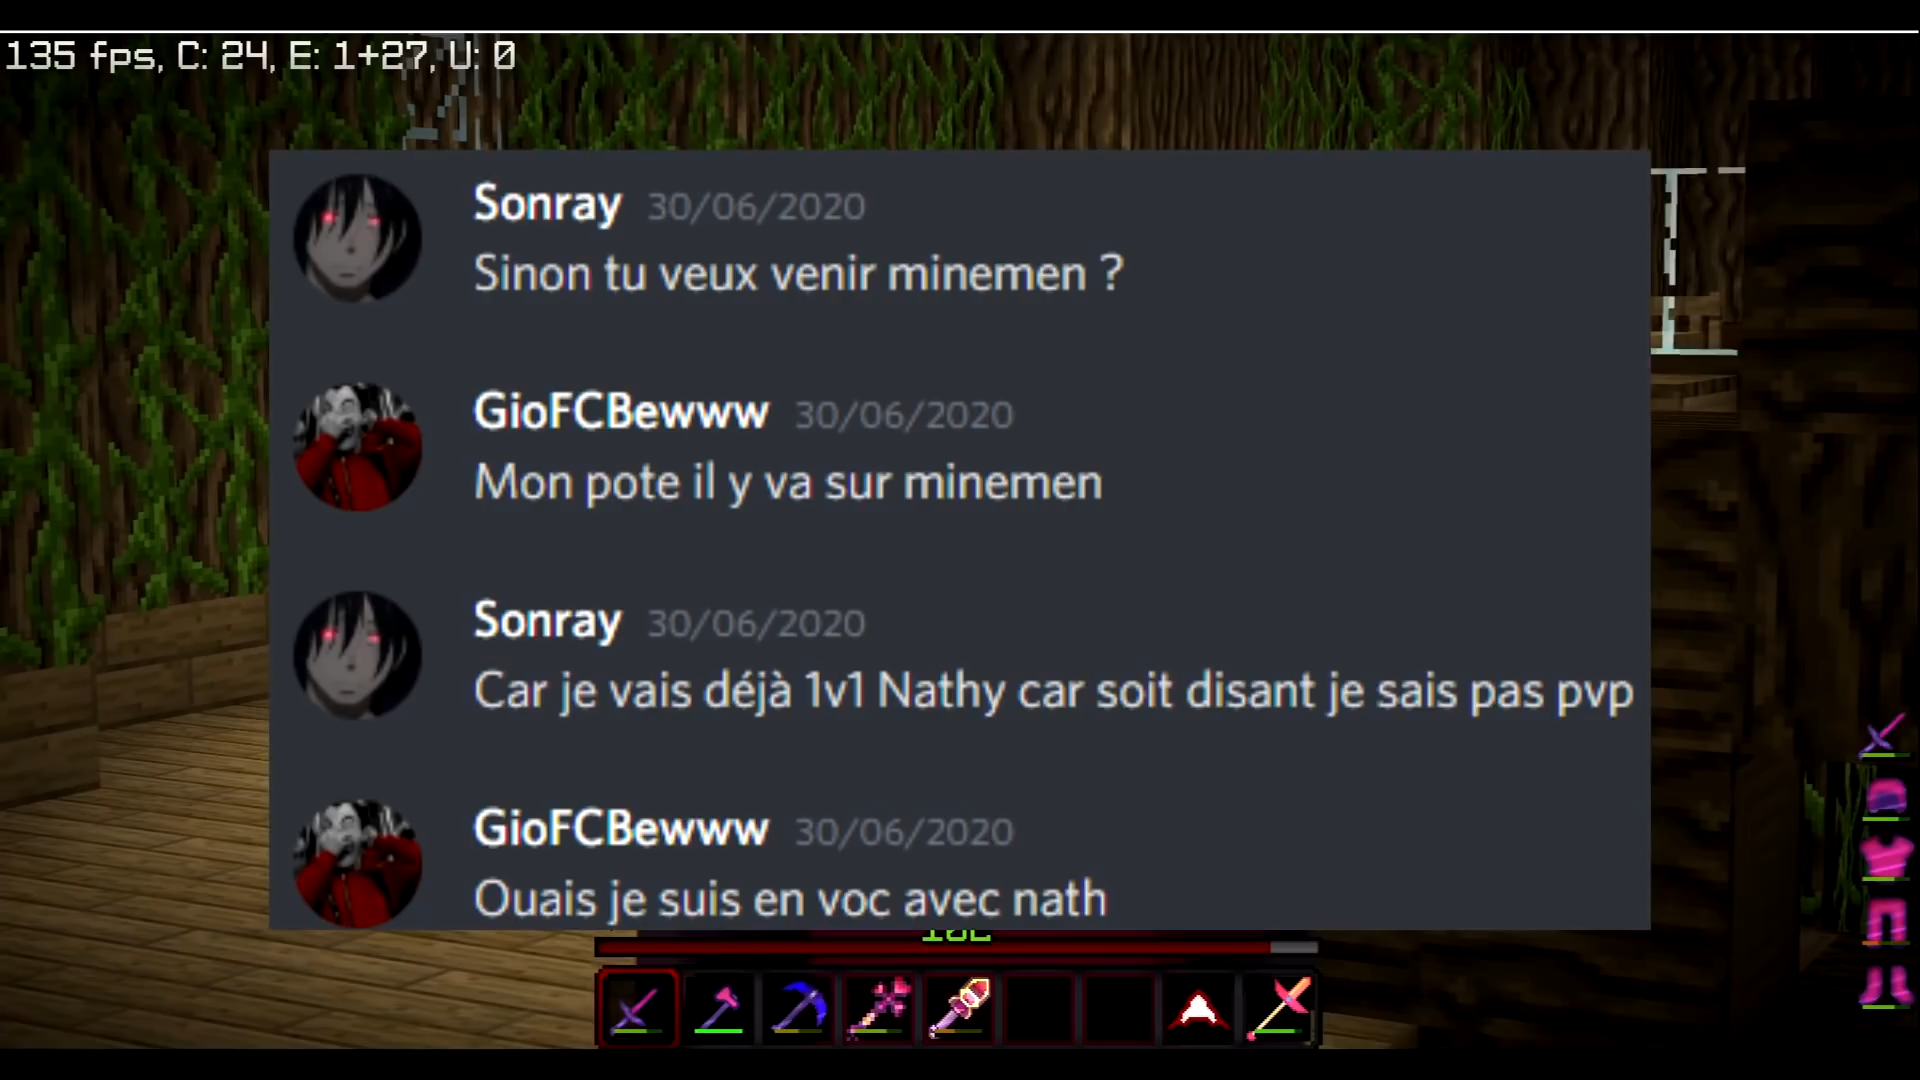 135 fps, C: 24, E: 1+27, U: 0
Sonray 30/06/2020
Sinon tu veux venir minemen ?
GioFCBewww 30/06/2020
Mon pote il y va sur minemen
Sonray 30/06/2020
Car je vais déjà 1v1 Nathy car soit disant je sais pas pvp
GioFCBewww 30/06/2020
Ouais je suis en voc avec nath